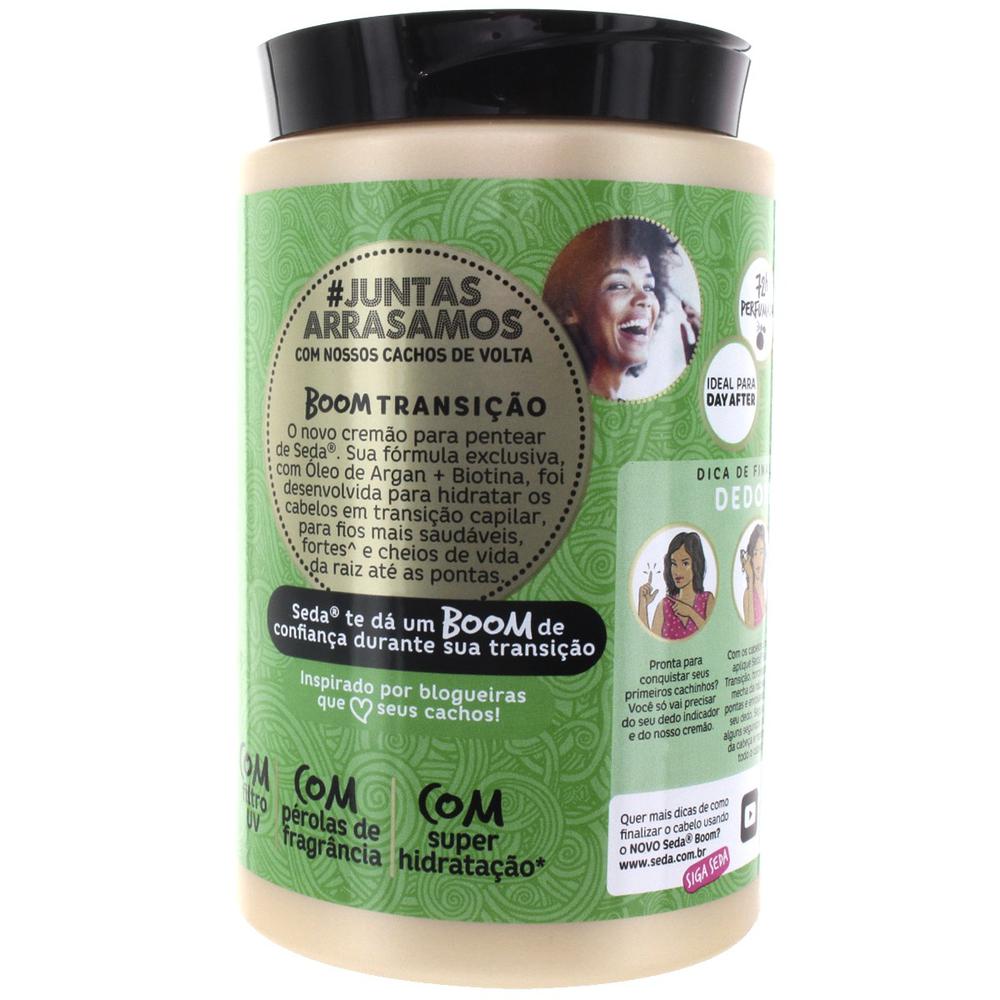 #JUNTAS
ARRASAMOS
COM NOSSOS CACHOS DE VOLTA
BOOM TRANSIÇÃO
O novo cremão para pentear
de Seda®. Sua fórmula exclusiva,
com Óleo de Argan + Biotina, foi
desenvolvida para hidratar os
cabelos em transição capilar,
para fios mais saudáveis,
fortes^ e cheios de vida
da raiz até as pontas.
Seda® te dá um BOOM de
confiança durante sua transição
Inspirado por blogueiras
que seus cachos!
COM
UV
COM
pérolas de
fragrância
COM
super
hidratação*
IDEAL PARA
DAY AFTER
DICA DE
Pronta para
conquistar seus
primeiros cachinhos?
Você só vai precisar
do seu dedo indicador
e do nosso cremão.
Quer mais dicas de como
finalizar o cabelo usando
o NOVO Seda® Boom?
www.seda.com.br
SIGA SEDA